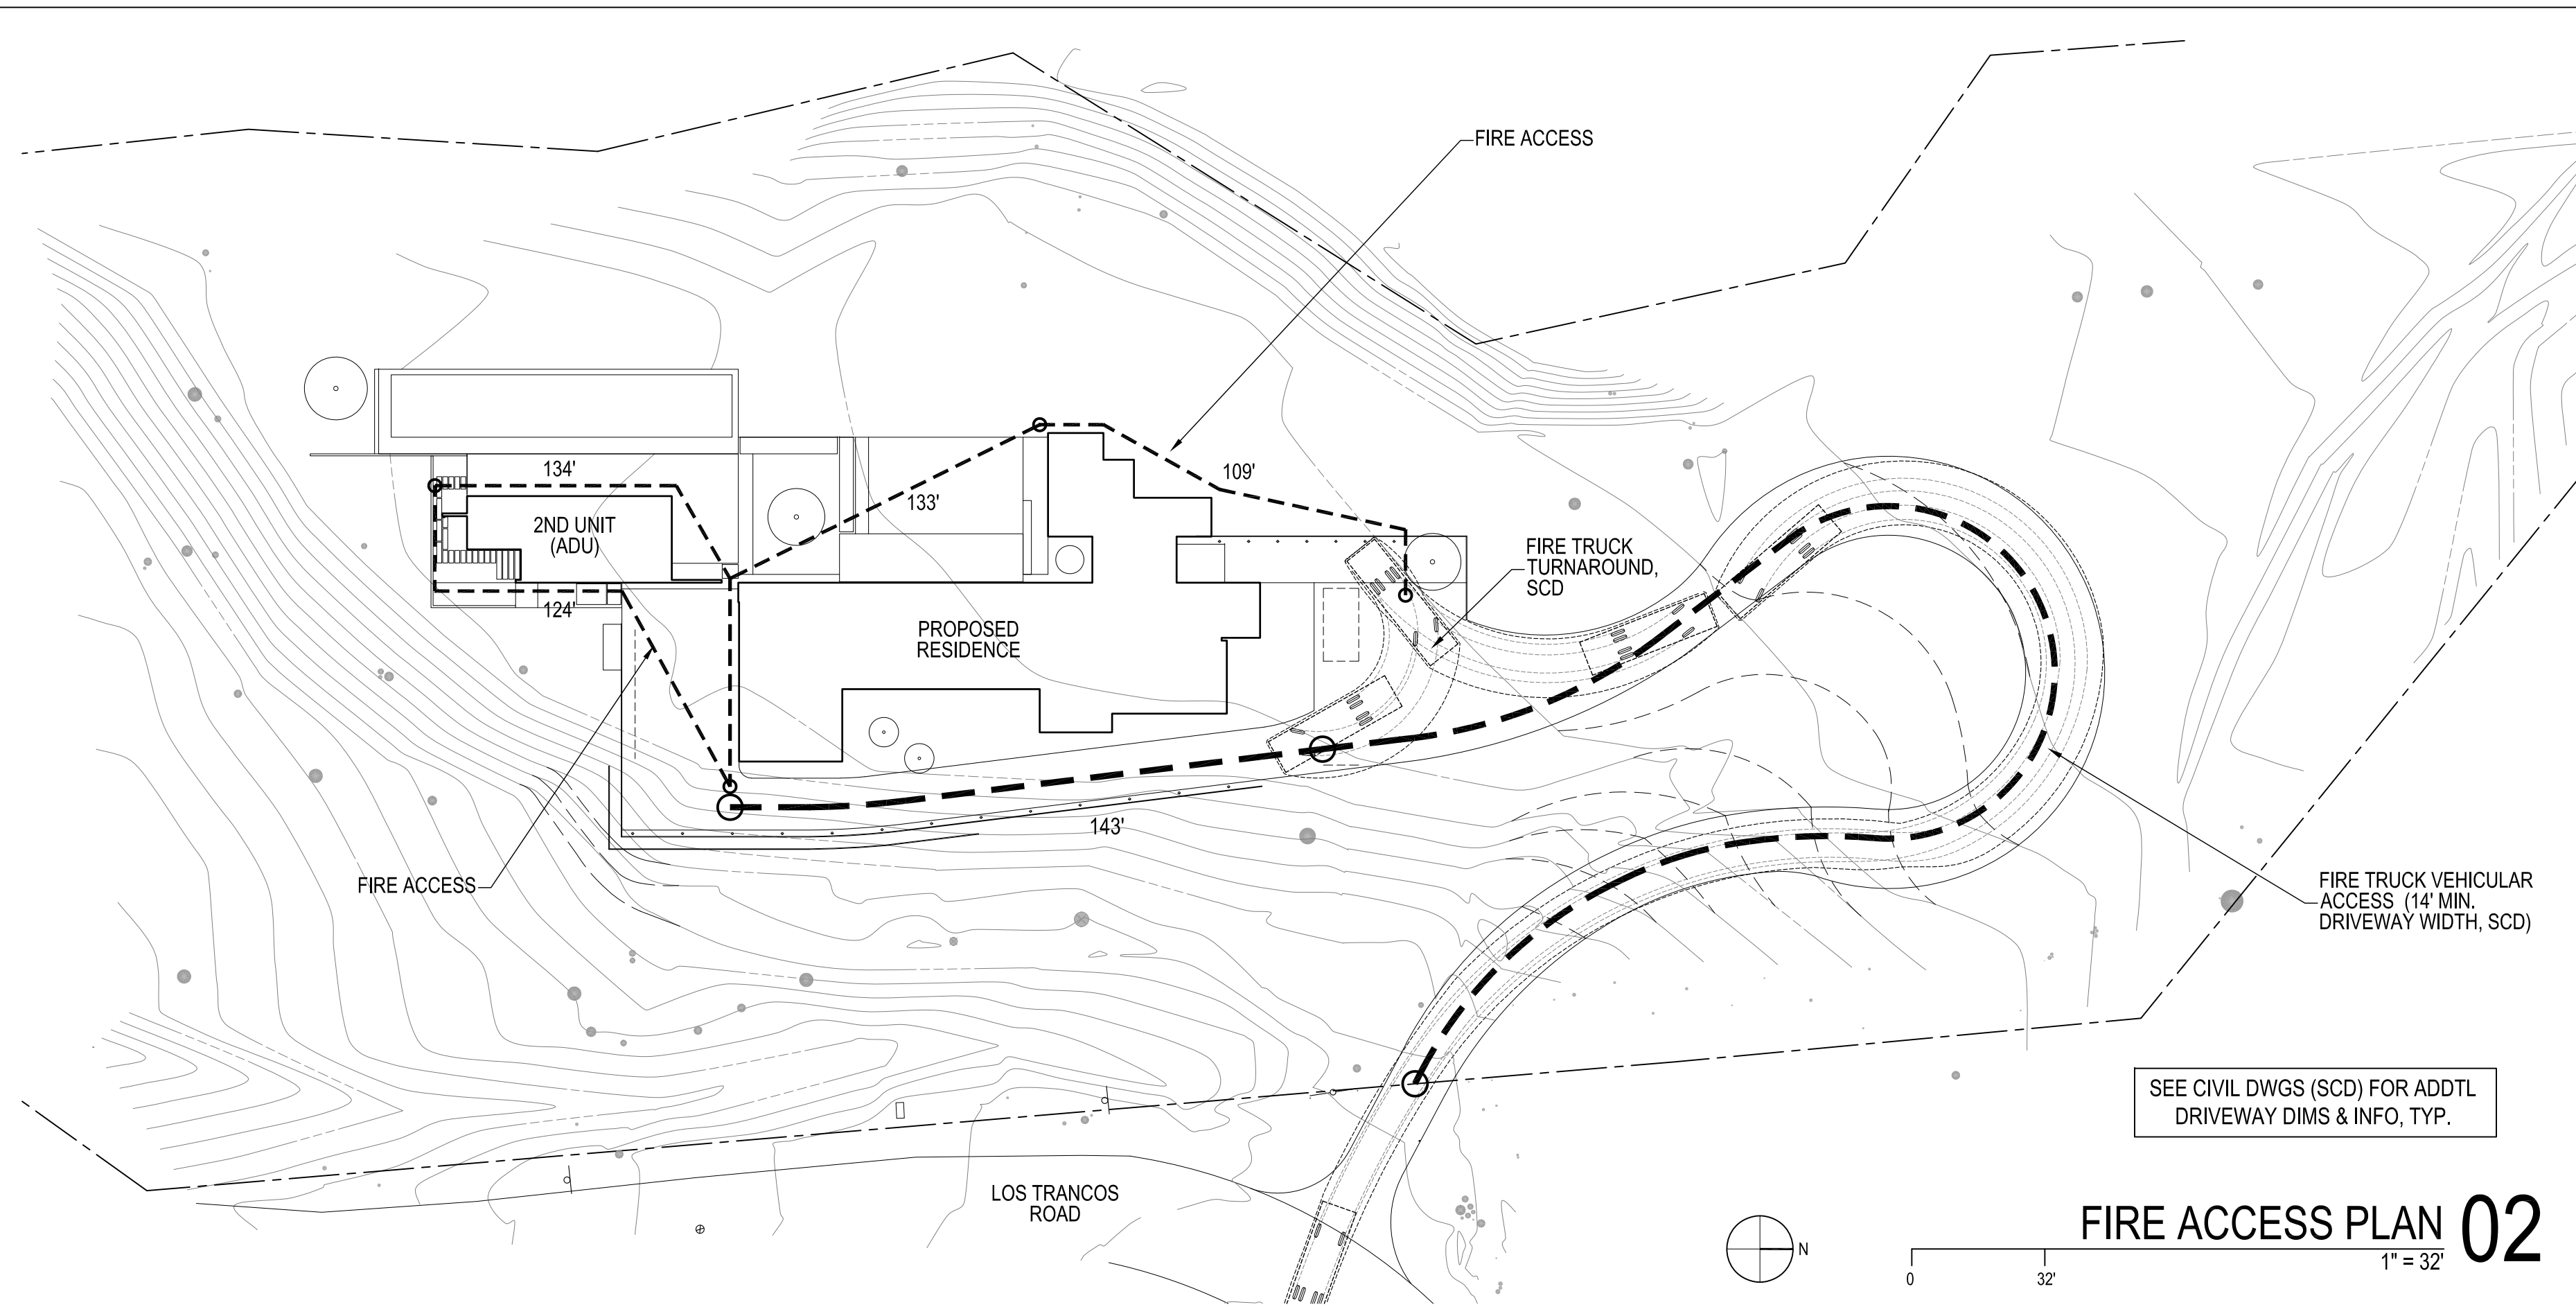 FIRE ACCESS
134'
109'
133'
2ND UNIT
(ADU)
FIRE TRUCK
TURNAROUND,
SCD
124'
PROPOSED
RESIDENCE
143'
FIRE ACCESS
FIRE TRUCK VEHICULAR
ACCESS (14' MIN.
DRIVEWAY WIDTH, SCD)
SEE CIVIL DWGS (SCD) FOR ADDTL
DRIVEWAY DIMS & INFO, TYP.
LOS TRANCOS
ROAD
N
FIRE ACCESS PLAN 02
1" = 32'
0 32'